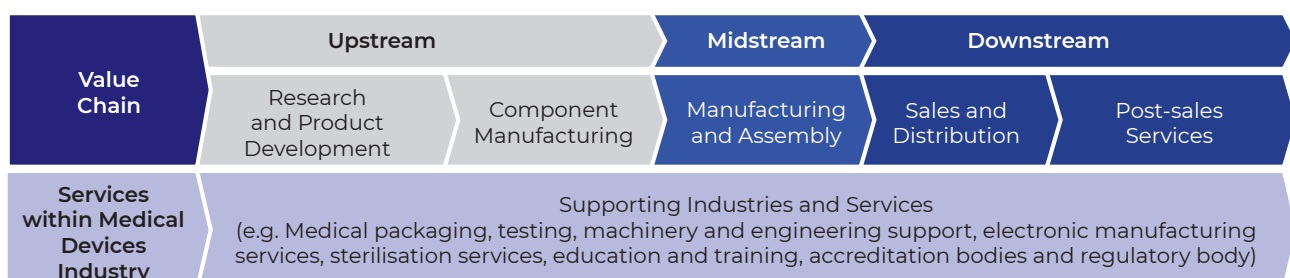 Value
Chain
Upstream
Midstream
Downstream
Research
and Product
Development
Component
Manufacturing
Manufacturing
and Assembly
Sales and
Distribution
Post-sales
Services
Services
within Medical
Devices
Industry
Supporting Industries and Services
(e.g. Medical packaging, testing, machinery and engineering support, electronic manufacturing
services, sterilisation services, education and training, accreditation bodies and regulatory body)